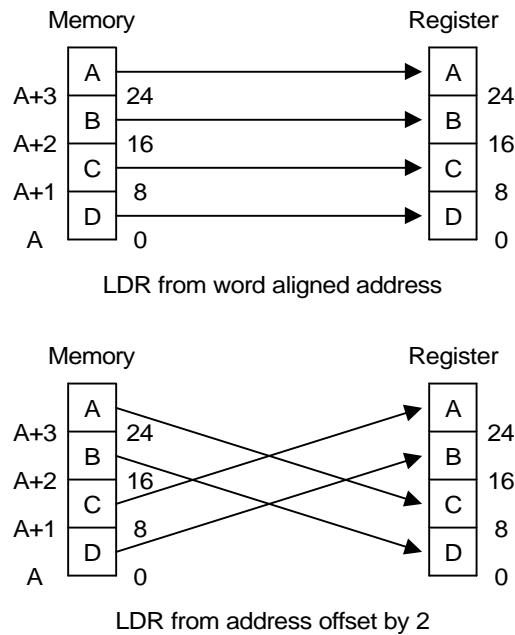 Memory Register
A A
A+3 24 24
B B
A+2 16 16
C C
A+1 8 8
D D
A 0 0
LDR from word aligned address
Memory Register
A A
A+3 24 24
B B
A+2 16 16
C C
A+1 8 8
D D
A 0 0
LDR from address offset by 2